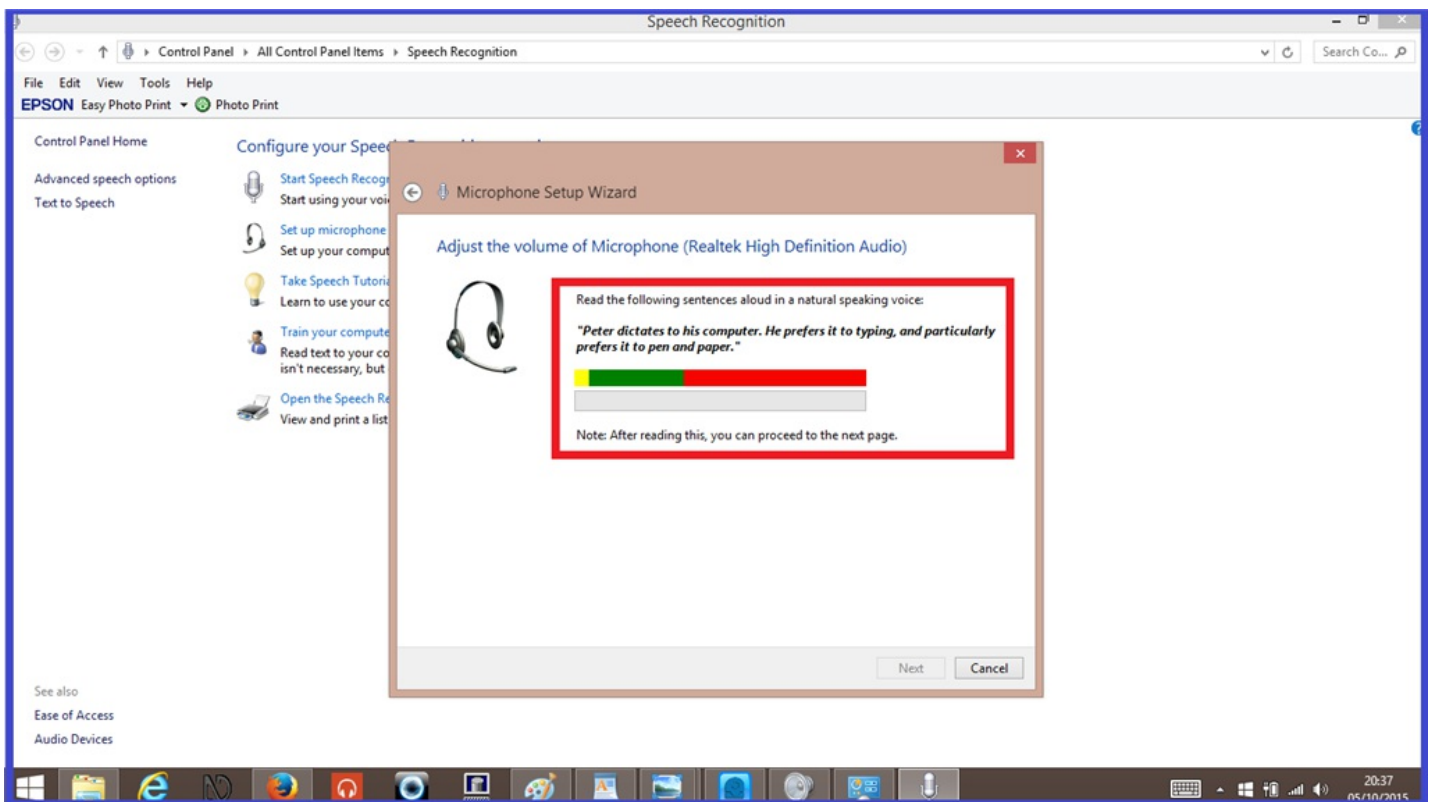 Speech Recognition
Control Panel All Control Panel Items Speech Recognition
Search Co...
File Edit View Tools Help
EPSON Easy Photo Print Photo Print
Control Panel Home
Advanced speech options
Text to Speech
Configure your Speec
Start Speech Recogn
Start using your voi
Set up microphone
Set up your comput
Take Speech Tutoria
Learn to use your co
Train your compute
Read text to your co
isn't necessary, but
Open the Speech Re
View and print a list
Microphone Setup Wizard
Adjust the volume of Microphone (Realtek High Definition Audio)
Read the following sentences aloud in a natural speaking voice:
"Peter dictates to his computer. He prefers it to typing, and particularly
prefers it to pen and paper."
Note: After reading this, you can proceed to the next page.
Next Cancel
See also
Ease of Access
Audio Devices
20:37
05/10/2015